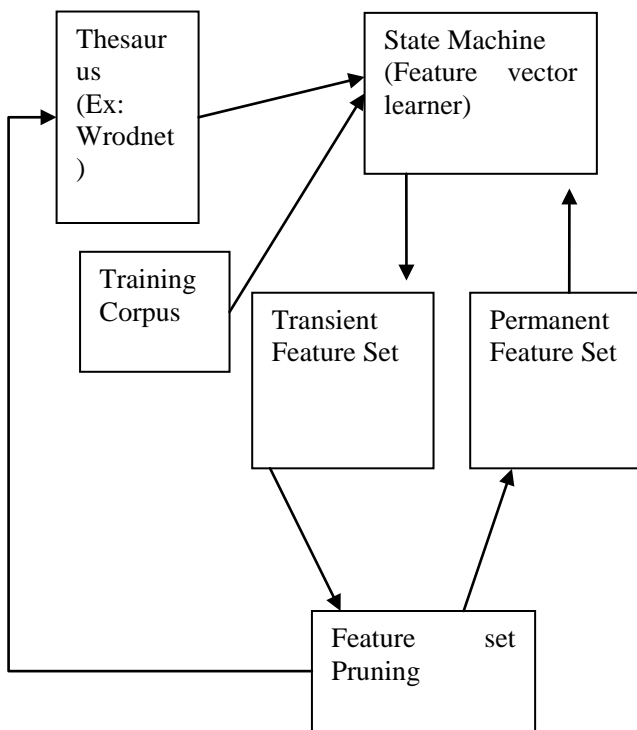 Thesaur
us
(Ex:
Wrodnet
)
State Machine
(Feature vector
learner)
Training
Corpus
Transient
Feature Set
Permanent
Feature Set
Feature set
Pruning